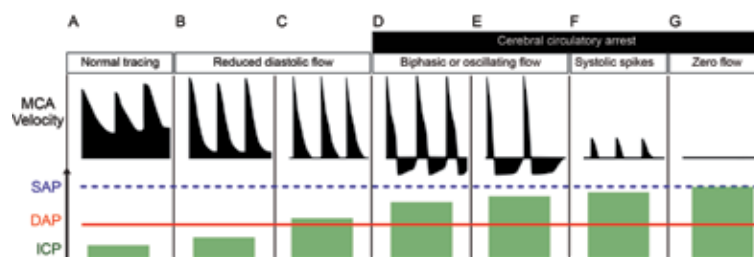 A B C D E F G
Cerebral circulatory arrest
Normal tracing Reduced diastolic flow Biphasic or oscillating flow Systolic spikes Zero flow
MCA
Velocity
SAP
DAP
ICP